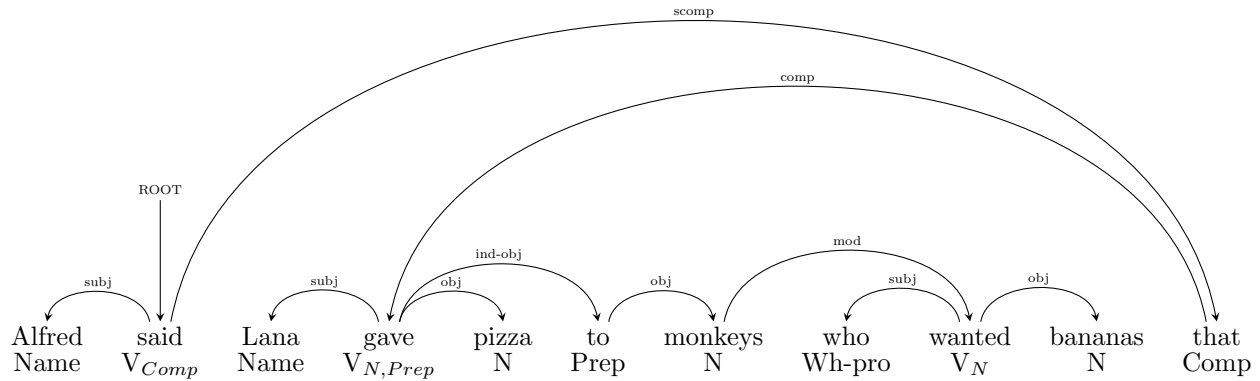 scomp
comp
ROOT
mod
ind-obj
subj subj obj obj subj obj
Alfred said Lana gave pizza to monkeys who wanted bananas that
Name V_Comp Name V_N,Prep N Prep N Wh-pro V_N N Comp